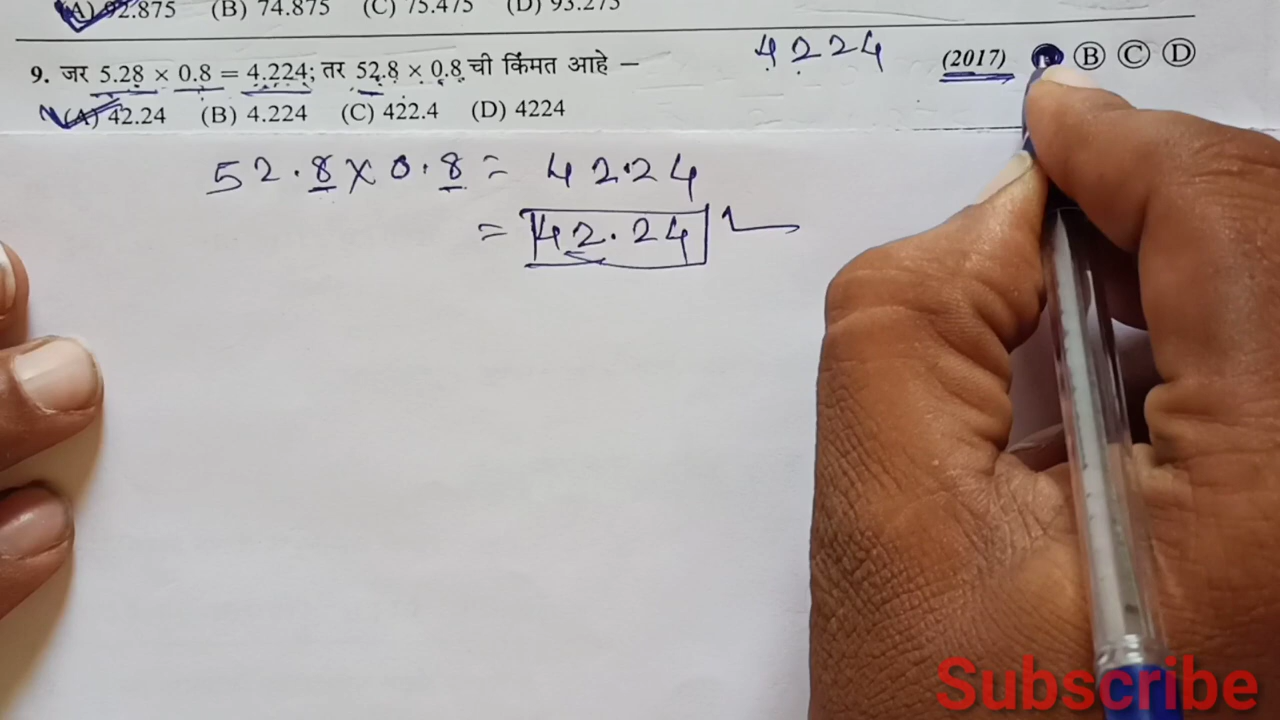 (A) 92.875 (B) 74.875 (C) 75.475 (D) 93.275
9. जर 5.28 × 0.8 = 4.224; तर 52.8 × 0.8 ची किंमत आहे –
4224
(2017) Ⓑ Ⓒ Ⓓ
(A) 42.24 (B) 4.224 (C) 422.4 (D) 4224
52.8 × 0.8 = 42.24
= 42.24
Subscribe